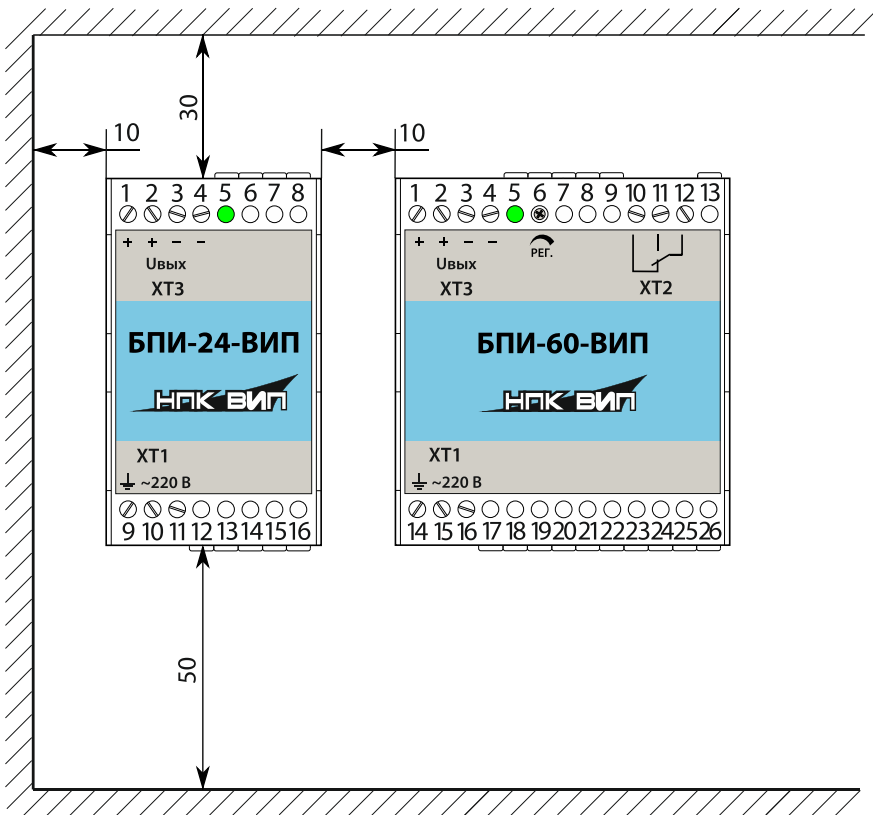 30
10
10
1 2 3 4 5 6 7 8
+ + − −
Uвых
XT3
БПИ-24-ВИП
НПК ВИП
XT1
~220 В
9 10 11 12 13 14 15 16
1 2 3 4 5 6 7 8 9 10 11 12 13
+ + − −
РЕГ.
Uвых
XT3
XT2
БПИ-60-ВИП
НПК ВИП
XT1
~220 В
14 15 16 17 18 19 20 21 22 23 24 25 26
50